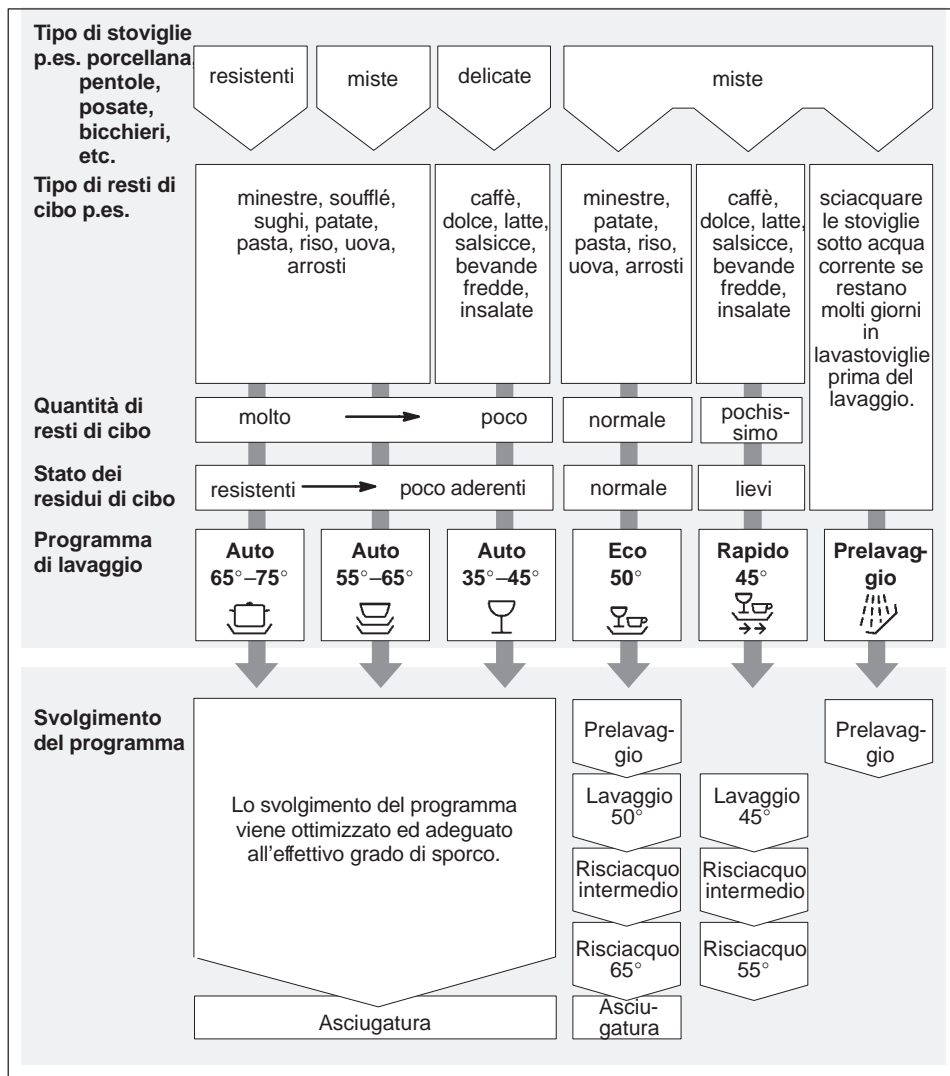 Tipo di stoviglie
p.es. porcellana,
pentole,
posate,
bicchieri,
etc.
resistenti
miste
delicate
miste
Tipo di resti di
cibo p.es.
minestre, soufflé,
sughi, patate,
pasta, riso, uova,
arrosti
caffè,
dolce, latte,
salsicce,
bevande
fredde,
insalate
minestre,
patate,
pasta, riso,
uova, arrosti
caffè,
dolce, latte,
salsicce,
bevande
fredde,
insalate
sciacquare
le stoviglie
sotto acqua
corrente se
restano
molti giorni
in
lavastoviglie
prima del
lavaggio.
Quantità di
resti di cibo
molto
poco
normale
pochis-
simo
Stato dei
residui di cibo
resistenti
poco aderenti
normale
lievi
Programma
di lavaggio
Auto
65°–75°
Auto
55°–65°
Auto
35°–45°
Eco
50°
Rapido
45°
Prelavag-
gio
Svolgimento
del programma
Lo svolgimento del programma
viene ottimizzato ed adeguato
all'effettivo grado di sporco.
Asciugatura
Prelavag-
gio
Lavaggio
50°
Risciacquo
intermedio
Risciacquo
65°
Asciu-
gatura
Lavaggio
45°
Risciacquo
intermedio
Risciacquo
55°
Prelavag-
gio